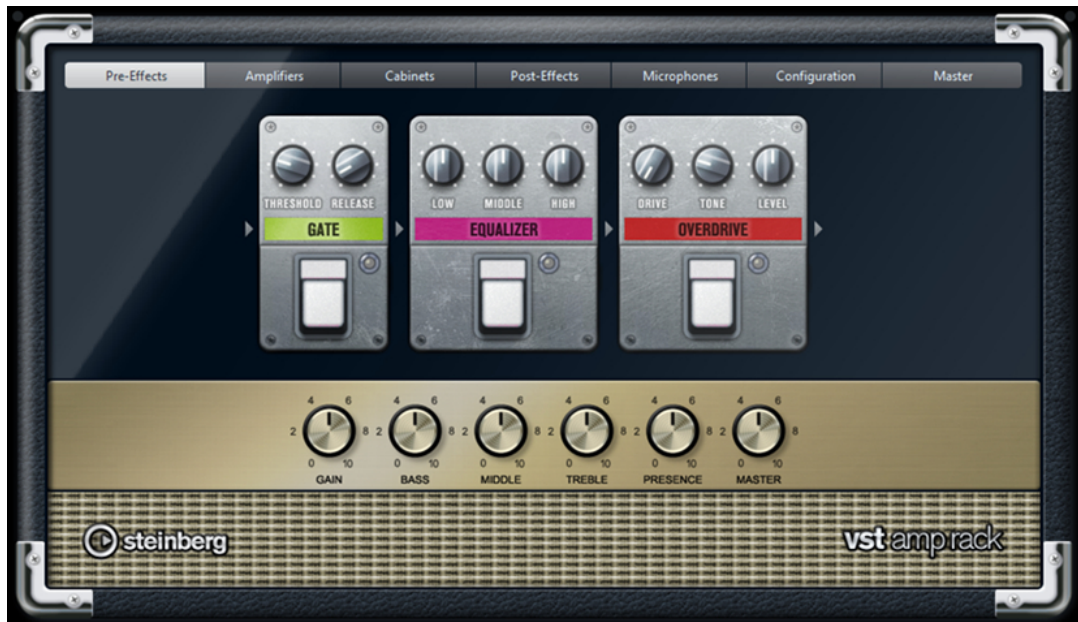 Pre-Effects Amplifiers Cabinets Post-Effects Microphones Configuration Master
THRESHOLD RELEASE LOW MIDDLE HIGH DRIVE TONE LEVEL
GATE EQUALIZER OVERDRIVE
4 6 4 6 4 6 4 6 4 6 4 6
2 8 2 8 2 8 2 8 2 8 2 8
0 10 0 10 0 10 0 10 0 10 0 10
GAIN BASS MIDDLE TREBLE PRESENCE MASTER
steinberg vst amp rack